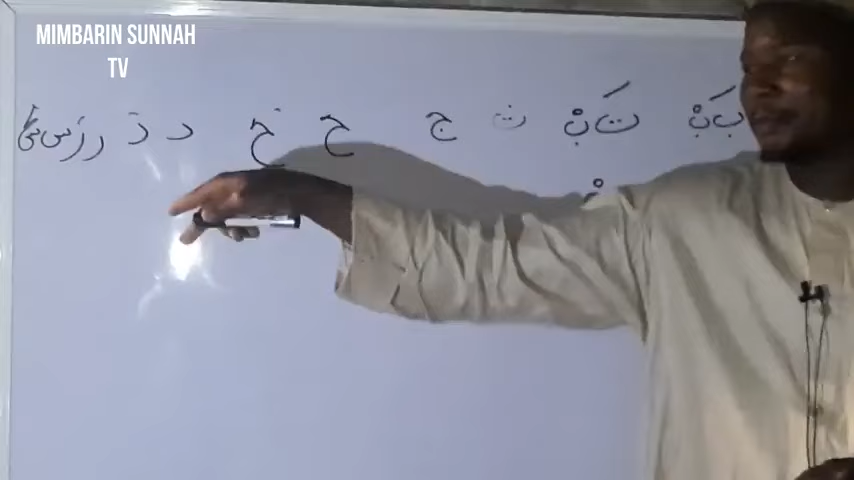 MIMBARIN SUNNAH
TV
بَبْ تَبْ ث ج ح خ د ذ ر ز س ش